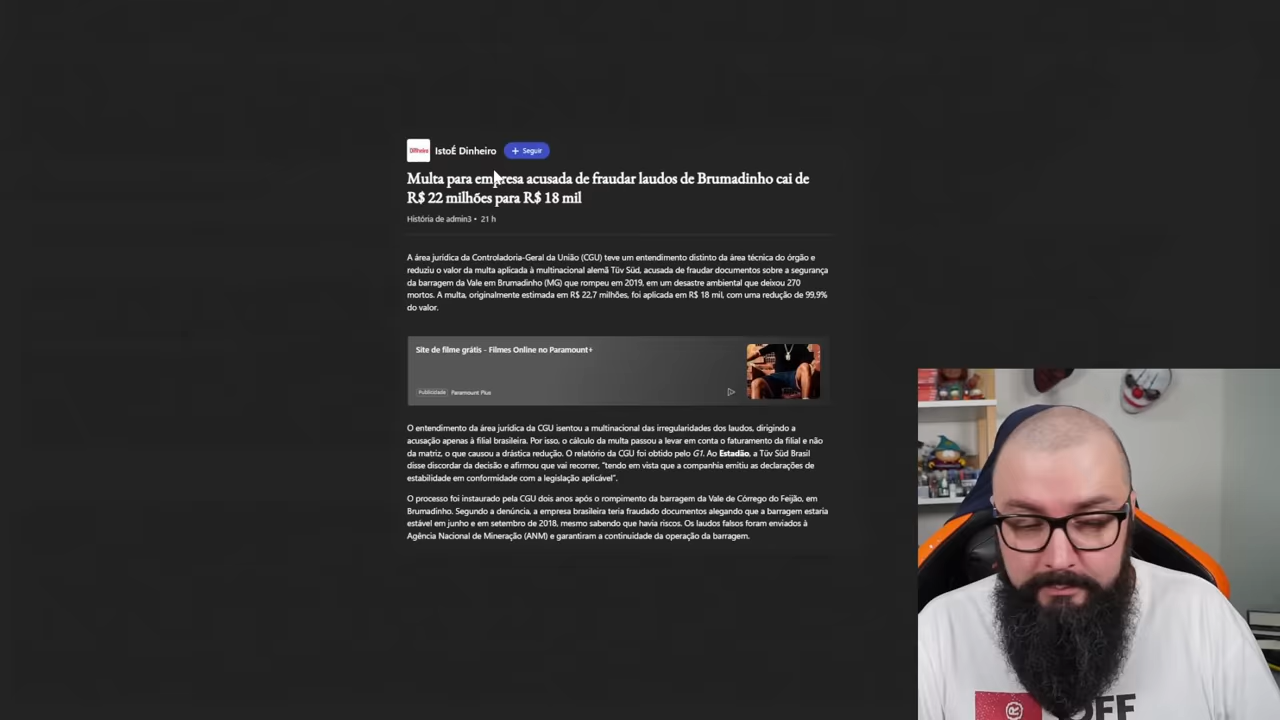 Dinheiro
IstoÉ Dinheiro
+ Seguir
Multa para empresa acusada de fraudar laudos de Brumadinho cai de
R$ 22 milhões para R$ 18 mil
História de admin3 • 21 h
A área jurídica da Controladoria-Geral da União (CGU) teve um entendimento distinto da área técnica do órgão e
reduziu o valor da multa aplicada à multinacional alemã Tüv Süd, acusada de fraudar documentos sobre a segurança
da barragem da Vale em Brumadinho (MG) que rompeu em 2019, em um desastre ambiental que deixou 270
mortos. A multa, originalmente estimada em R$ 22,7 milhões, foi aplicada em R$ 18 mil, com uma redução de 99,9%
do valor.
Site de filme grátis - Filmes Online no Paramount+
Publicidade Paramount Plus
O entendimento da área jurídica da CGU isentou a multinacional das irregularidades dos laudos, dirigindo a
acusação apenas à filial brasileira. Por isso, o cálculo da multa passou a levar em conta o faturamento da filial e não
da matriz, o que causou a drástica redução. O relatório da CGU foi obtido pelo G1. Ao Estadão, a Tüv Süd Brasil
disse discordar da decisão e afirmou que vai recorrer, "tendo em vista que a companhia emitiu as declarações de
estabilidade em conformidade com a legislação aplicável".
O processo foi instaurado pela CGU dois anos após o rompimento da barragem da Vale de Córrego do Feijão, em
Brumadinho. Segundo a denúncia, a empresa brasileira teria fraudado documentos alegando que a barragem estaria
estável em junho e em setembro de 2018, mesmo sabendo que havia riscos. Os laudos falsos foram enviados à
Agência Nacional de Mineração (ANM) e garantiram a continuidade da operação da barragem.
®
OFF